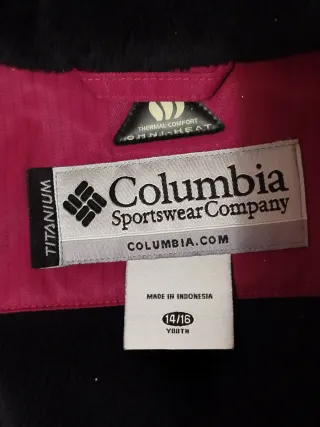 THERMAL-COMFORT
OMNI-HEAT
TITANIUM
Columbia
Sportswear Company
COLUMBIA.COM
MADE IN INDONESIA
14/16
YOUTH